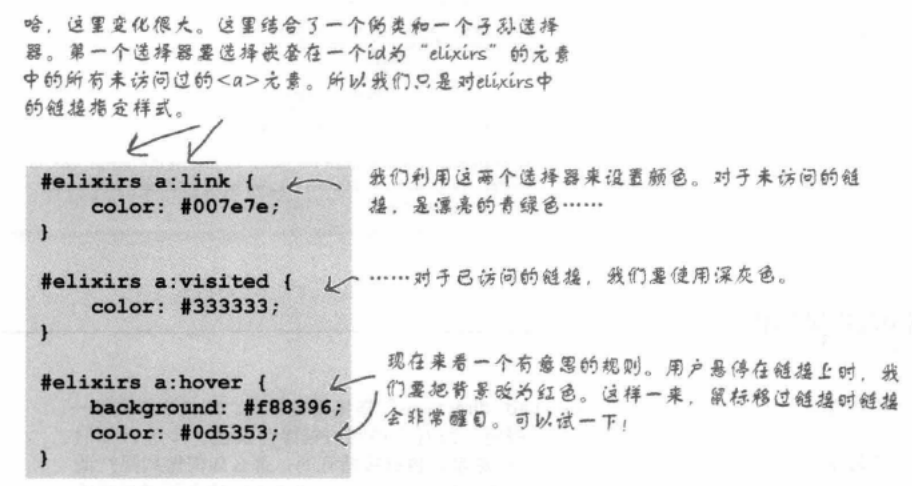 哈，这里变化很大。这里结合了一个伪类和一个子孙选择
器。第一个选择器要选择嵌套在一个id为“elixirs”的元素
中的所有未访问过的<a>元素。所以我们只是对elixirs中
的链接指定样式。
#elixirs a:link {
color: #007e7e;
}
我们利用这两个选择器来设置颜色。对于未访问的链
接，是漂亮的青绿色……
#elixirs a:visited {
color: #333333;
}
……对于已访问的链接，我们要使用深灰色。
#elixirs a:hover {
background: #f88396;
color: #0d5353;
}
现在来看一个有意思的规则。用户悬停在链接上时，我
们要把背景改为红色。这样一来，鼠标移过链接时链接
会非常醒目。可以试一下！